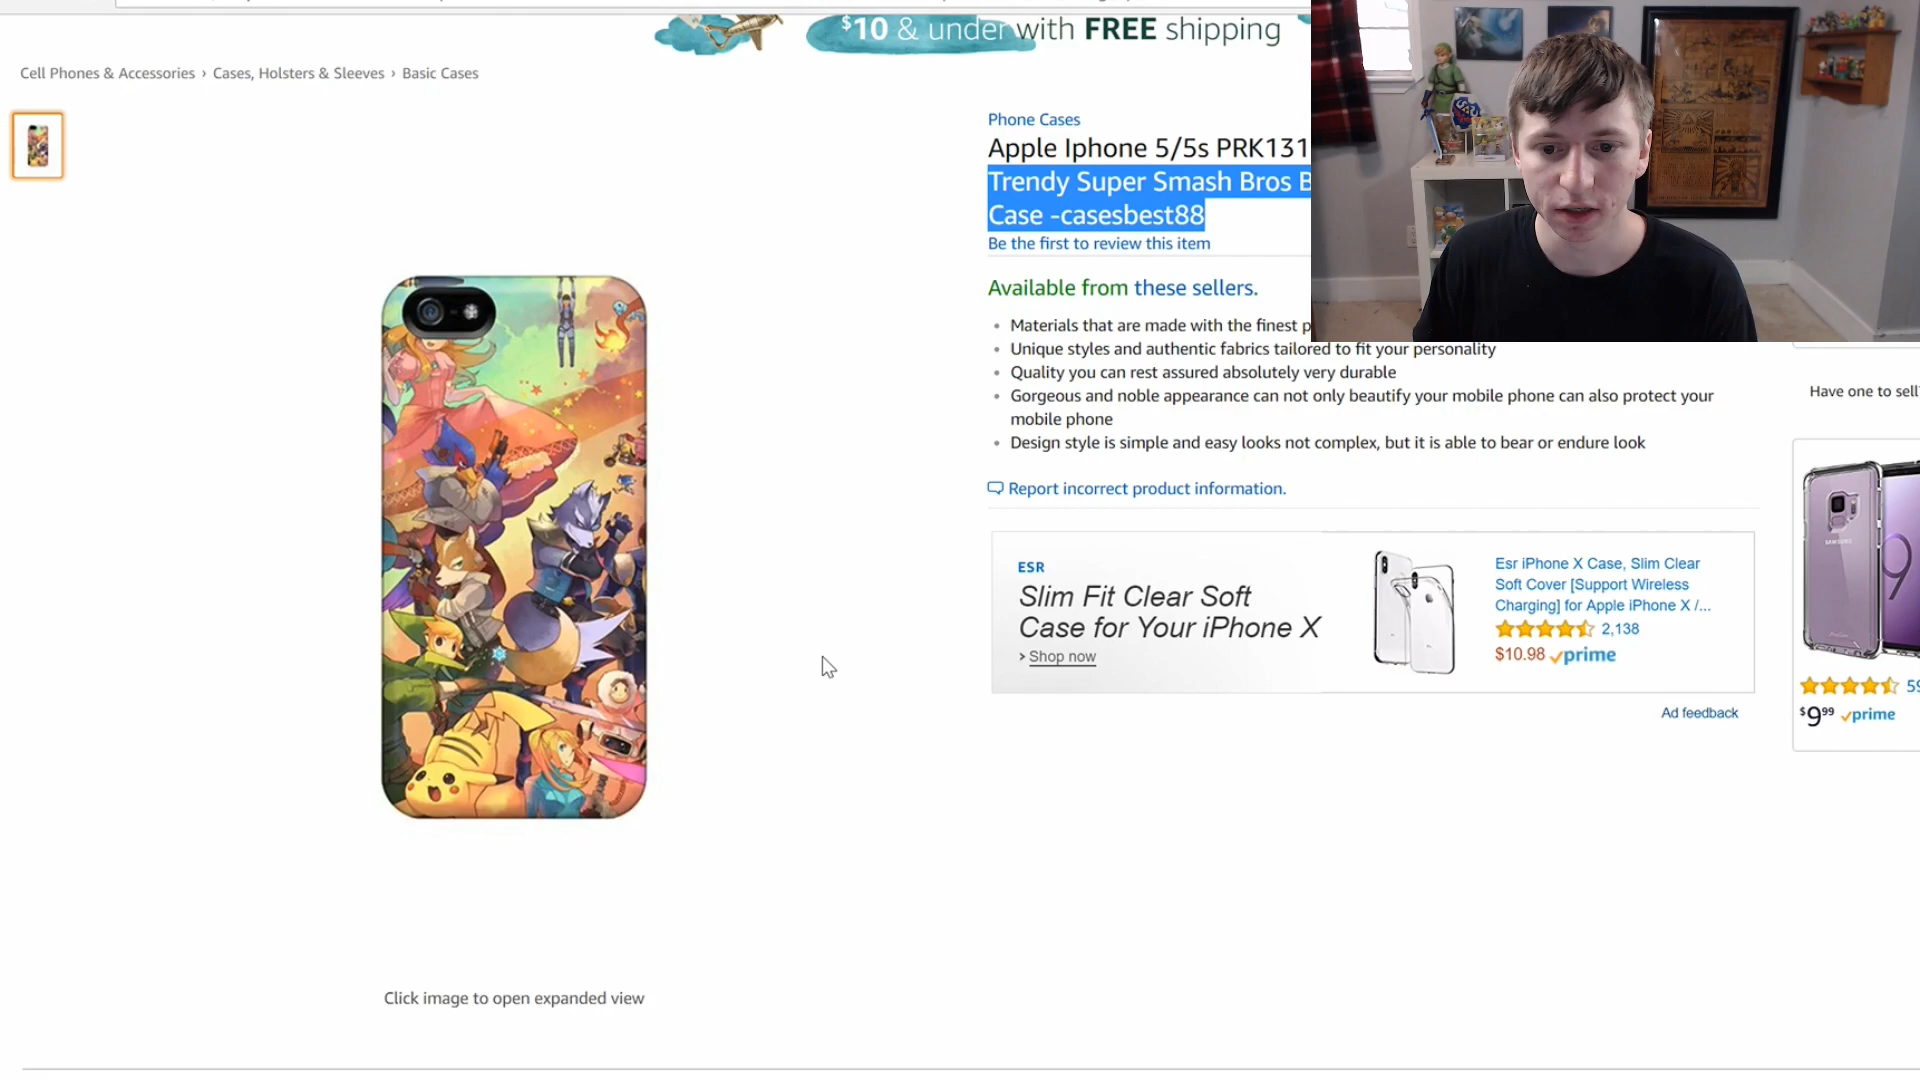 $10 & under with FREE shipping
Cell Phones & Accessories › Cases, Holsters & Sleeves › Basic Cases
Phone Cases
Apple Iphone 5/5s PRK131
Trendy Super Smash Bros B
Case -casesbest88
Be the first to review this item
Available from these sellers.
• Materials that are made with the finest p
• Unique styles and authentic fabrics tailored to fit your personality
• Quality you can rest assured absolutely very durable
• Gorgeous and noble appearance can not only beautify your mobile phone can also protect your
mobile phone
• Design style is simple and easy looks not complex, but it is able to bear or endure look
Report incorrect product information.
ESR
Slim Fit Clear Soft
Case for Your iPhone X
› Shop now
Esr iPhone X Case, Slim Clear
Soft Cover [Support Wireless
Charging] for Apple iPhone X /...
2,138
$10.98 prime
Ad feedback
Have one to sell?
SAMSUNG
9
59
$9.99 prime
Click image to open expanded view